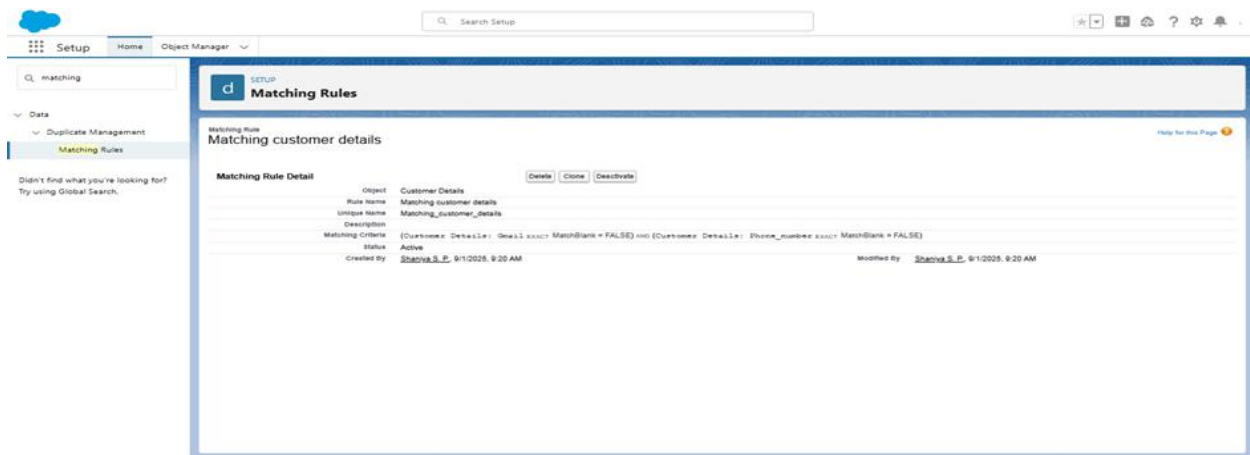 Search Setup
Setup Home Object Manager
matching
Data
Duplicate Management
Matching Rules
Didn't find what you're looking for?
Try using Global Search.
SETUP
Matching Rules
Matching Rule
Matching customer details
Help for this Page
Matching Rule Detail
Delete Clone Deactivate
Object Customer Details
Rule Name Matching customer details
Unique Name Matching_customer_details
Description
Matching Criteria (Customer Details: Gmail EXACT MatchBlank = FALSE) AND (Customer Details: Phone_number EXACT MatchBlank = FALSE)
Status Active
Created By Shaniya S. P., 9/1/2025, 9:20 AM Modified By Shaniya S. P., 9/1/2025, 9:20 AM